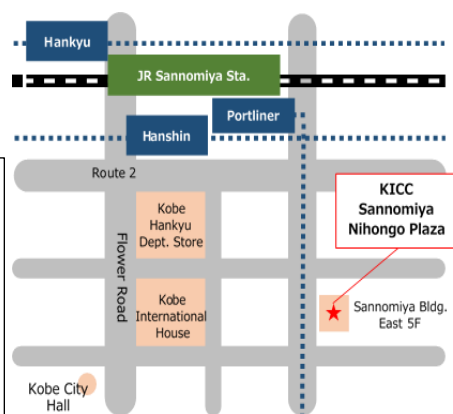 Hankyu
JR Sannomiya Sta.
Portliner
Hanshin
Route 2
KICC
Sannomiya
Nihongo Plaza
Kobe
Hankyu
Dept. Store
Flower Road
Kobe
International
House
Sannomiya Bldg.
East 5F
Kobe City
Hall